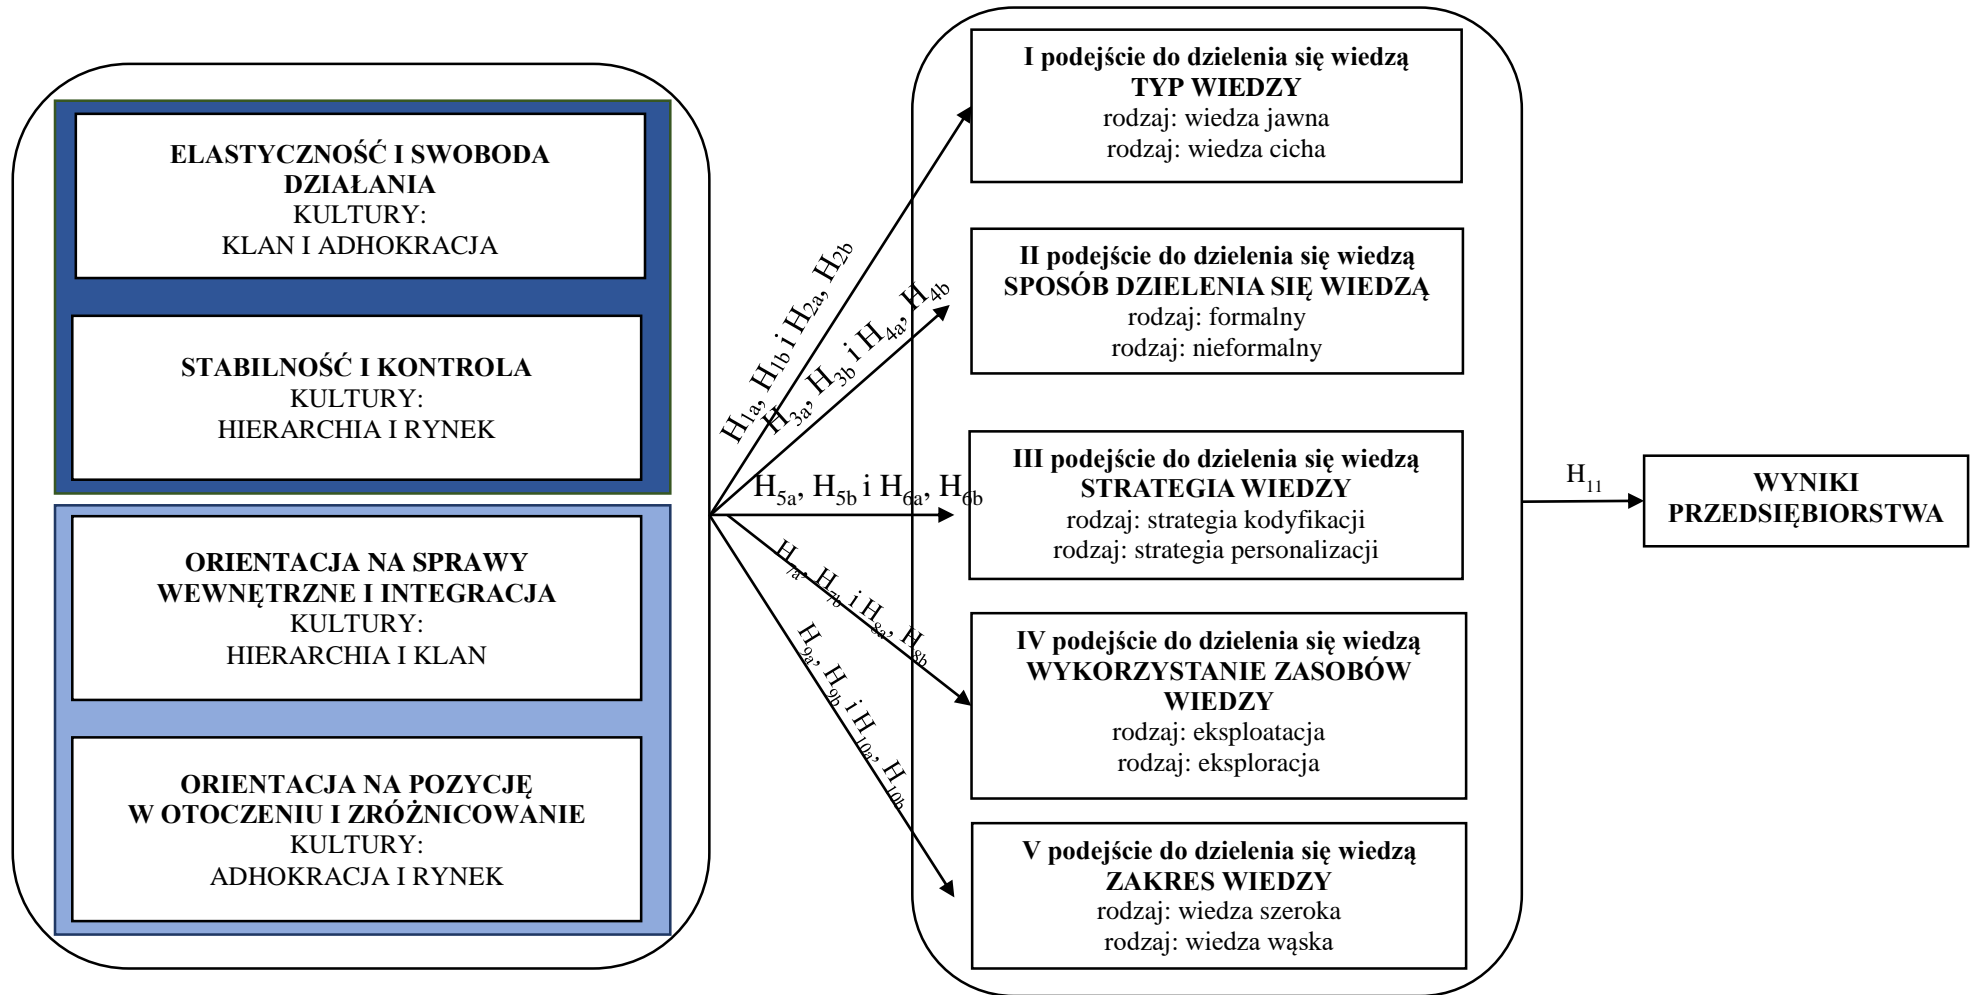 ELASTYCZNOŚĆ I SWOBODA
DZIAŁANIA
KULTURY:
KLAN I ADHOKRACJA
STABILNOŚĆ I KONTROLA
KULTURY:
HIERARCHIA I RYNEK
ORIENTACJA NA SPRAWY
WEWNĘTRZNE I INTEGRACJA
KULTURY:
HIERARCHIA I KLAN
ORIENTACJA NA POZYCJĘ
W OTOCZENIU I ZRÓŻNICOWANIE
KULTURY:
ADHOKRACJA I RYNEK
H1a, H1b i H2a, H2b
H3a, H3b i H4a, H4b
H5a, H5b i H6a, H6b
H7a, H7b i H8a, H8b
H9a, H9b i H10a, H10b
I podejście do dzielenia się wiedzą
TYP WIEDZY
rodzaj: wiedza jawna
rodzaj: wiedza cicha
II podejście do dzielenia się wiedzą
SPOSÓB DZIELENIA SIĘ WIEDZĄ
rodzaj: formalny
rodzaj: nieformalny
III podejście do dzielenia się wiedzą
STRATEGIA WIEDZY
rodzaj: strategia kodyfikacji
rodzaj: strategia personalizacji
IV podejście do dzielenia się wiedzą
WYKORZYSTANIE ZASOBÓW
WIEDZY
rodzaj: eksploatacja
rodzaj: eksploracja
V podejście do dzielenia się wiedzą
ZAKRES WIEDZY
rodzaj: wiedza szeroka
rodzaj: wiedza wąska
H11
WYNIKI
PRZEDSIĘBIORSTWA